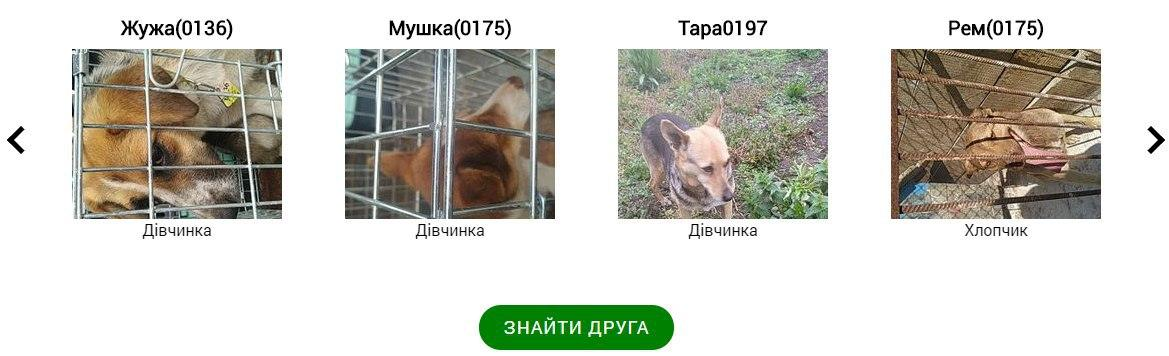 Жужа(0136)
Мушка(0175)
Тара0197
Рем(0175)
Дівчинка
Дівчинка
Дівчинка
Хлопчик
ЗНАЙТИ ДРУГА